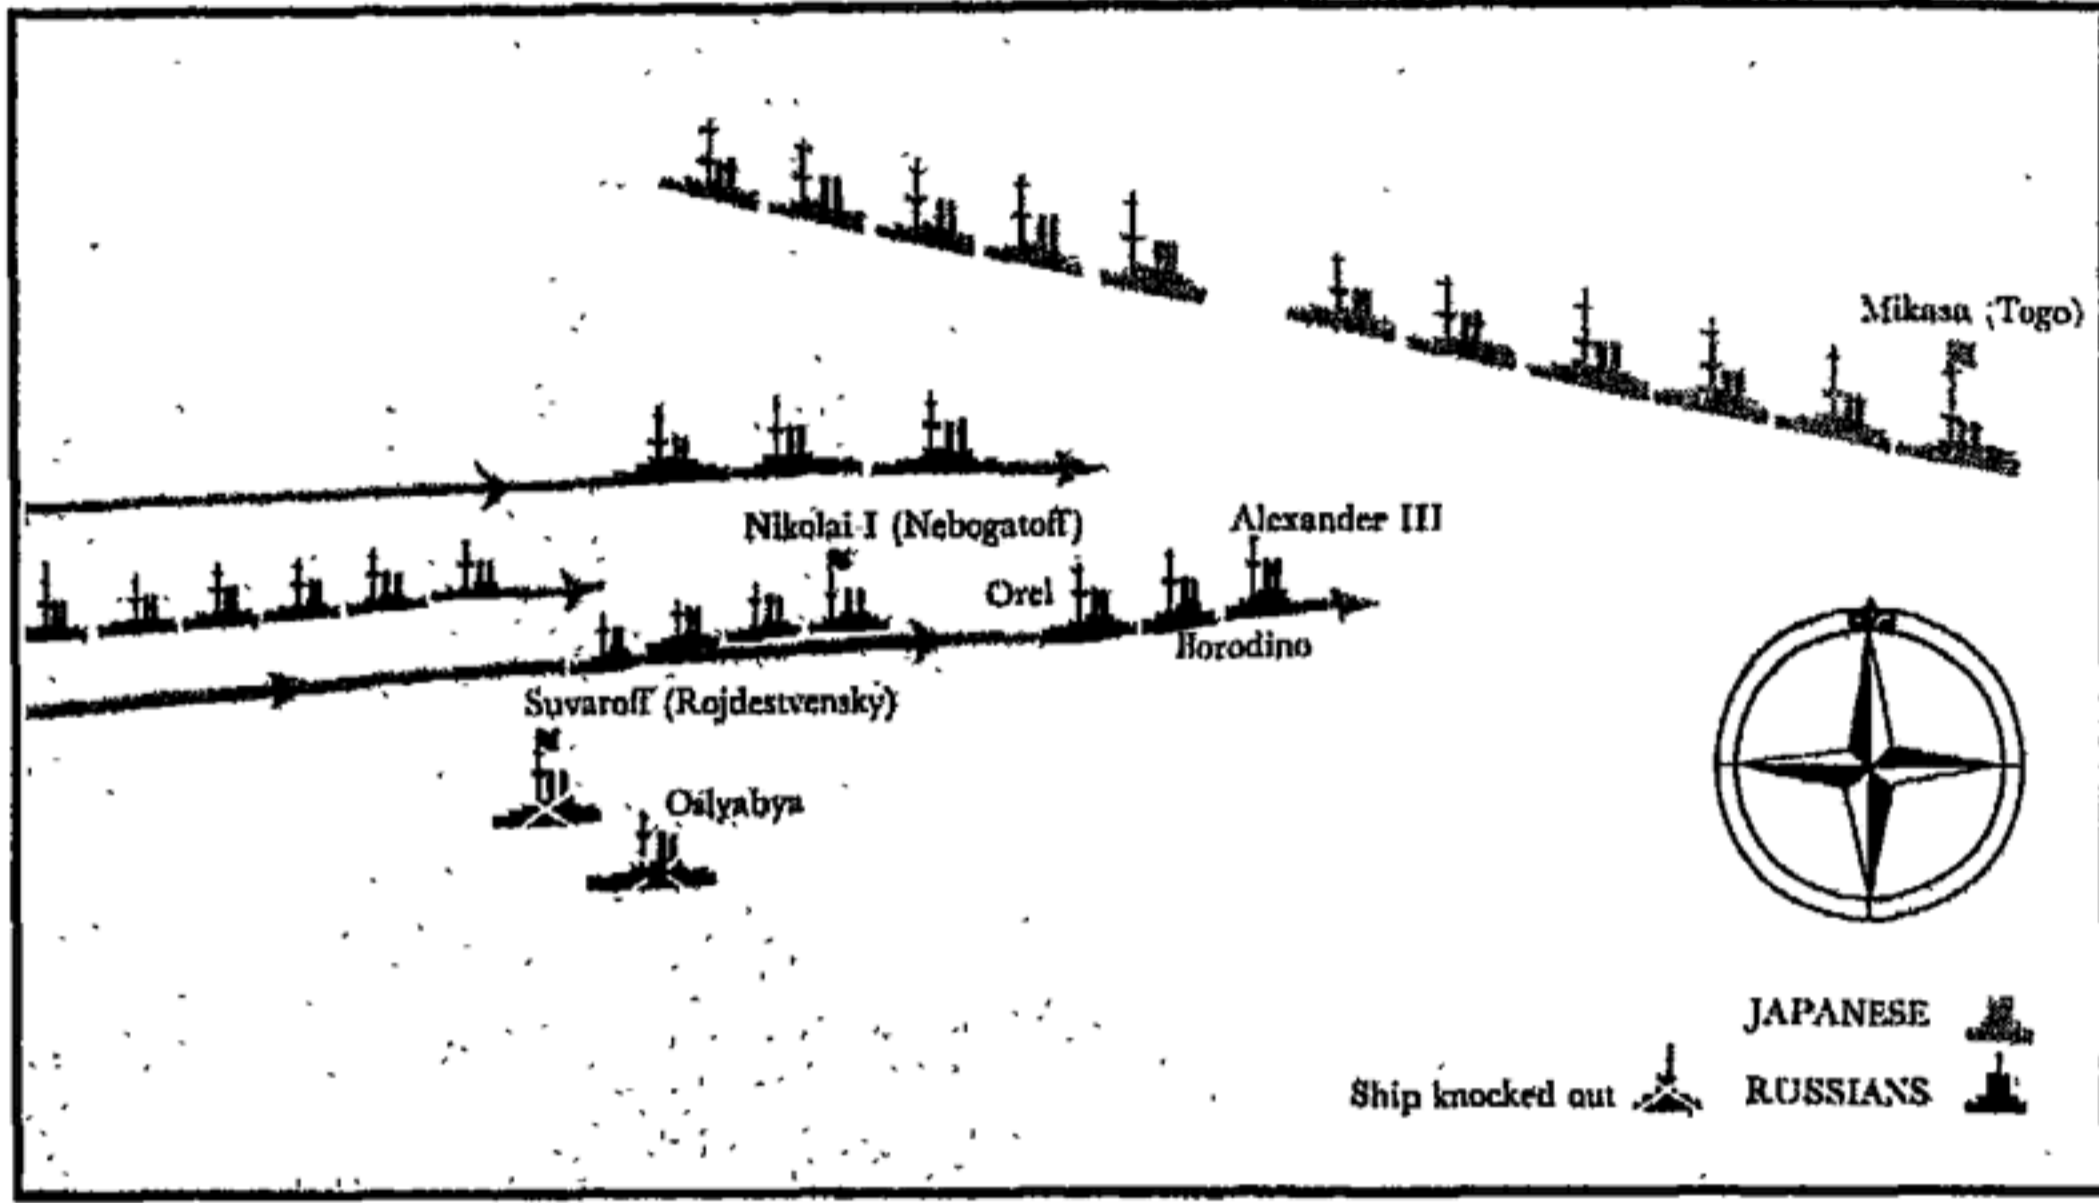 Mikasa (Togo)
Nikolai I (Nebogatoff)
Alexander III
Orel
Borodino
Suvaroff (Rojdestvensky)
Oslyabya
JAPANESE
Ship knocked out
RUSSIANS